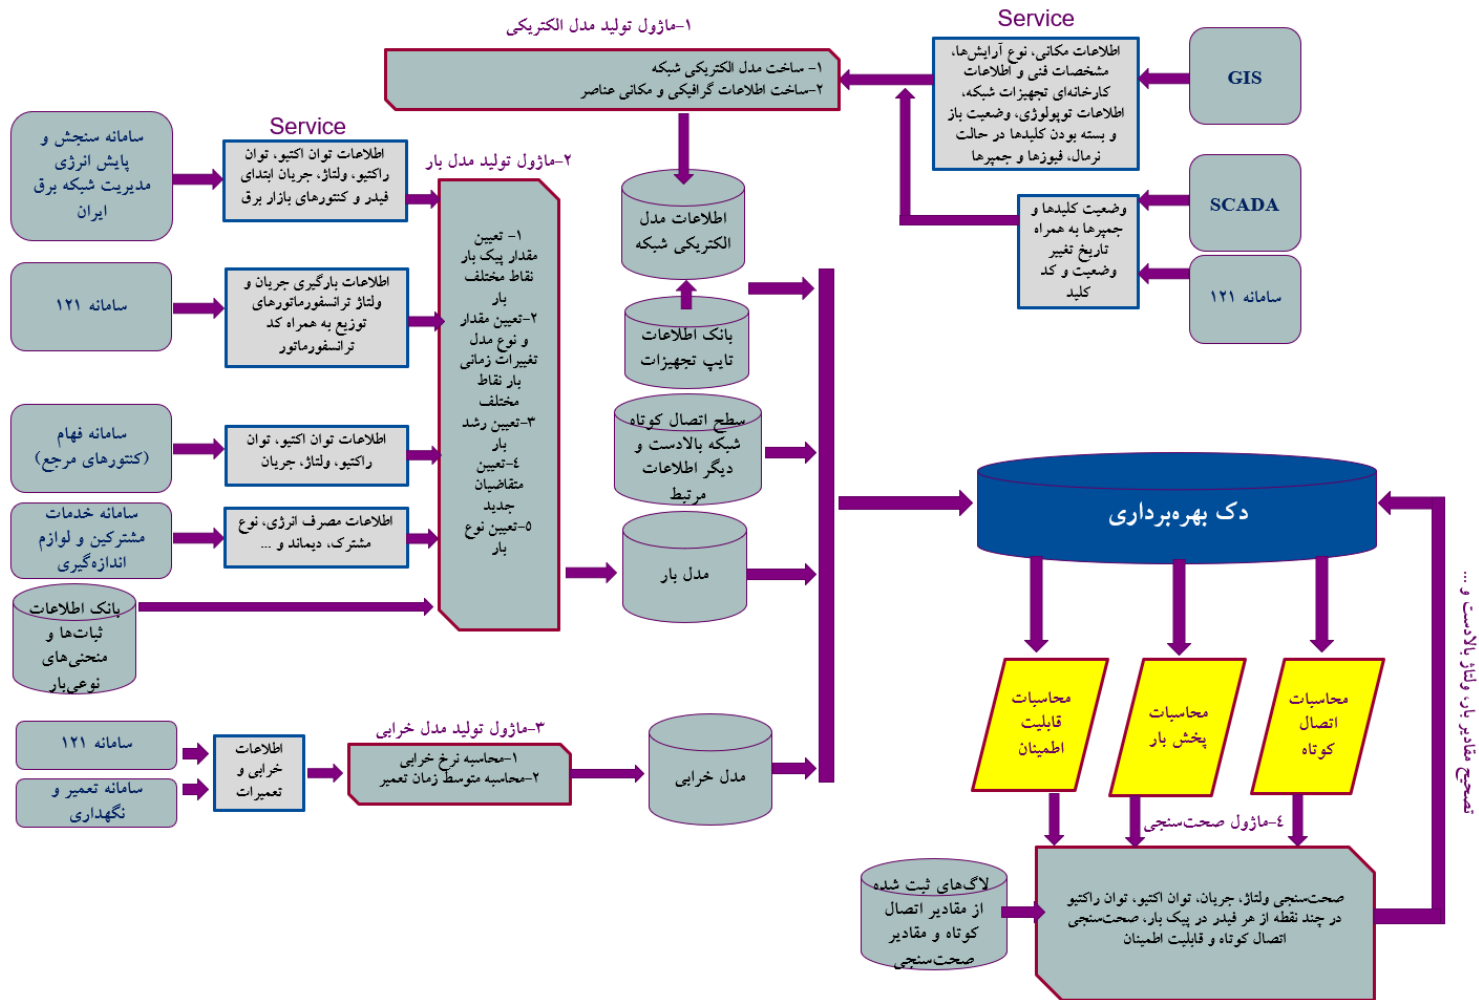 ۱-ماژول تولید مدل الکتریکی
۱- ساخت مدل الکتریکی شبکه
۲-ساخت اطلاعات گرافیکی و مکانی عناصر
Service
اطلاعات مکانی، نوع آرایش‌ها،
مشخصات فنی و اطلاعات
کارخانه‌ای تجهیزات شبکه،
اطلاعات توپولوژی، وضعیت باز
و بسته بودن کلیدها در حالت
نرمال، فیوزها و جمپرها
GIS
SCADA
سامانه ۱۲۱
وضعیت کلیدها و
جمپرها به همراه
تاریخ تغییر
وضعیت و کد
کلید
سامانه سنجش و
پایش انرژی
مدیریت شبکه برق
ایران
Service
اطلاعات توان اکتیو، توان
راکتیو، ولتاژ، جریان ابتدای
فیدر و کنتورهای بازار برق
سامانه ۱۲۱
اطلاعات بارگیری جریان و
ولتاژ ترانسفورماتورهای
توزیع به همراه کد
ترانسفورماتور
سامانه فهام
(کنتورهای مرجع)
اطلاعات توان اکتیو، توان
راکتیو، ولتاژ، جریان
سامانه خدمات
مشترکین و لوازم
اندازه‌گیری
اطلاعات مصرف انرژی، نوع
مشترک، دیماند و ...
بانک اطلاعات
ثبات‌ها و
منحنی‌های
نوعی‌بار
۲-ماژول تولید مدل بار
۱- تعیین
مقدار پیک بار
نقاط مختلف
بار
۲-تعیین مقدار
و نوع مدل
تغییرات زمانی
بار نقاط
مختلف
۳-تعیین رشد
بار
٤-تعیین
متقاضیان
جدید
٥-تعیین نوع
بار
اطلاعات مدل
الکتریکی شبکه
بانک اطلاعات
تایپ تجهیزات
سطح اتصال کوتاه
شبکه بالادست و
دیگر اطلاعات
مرتبط
مدل بار
سامانه ۱۲۱
سامانه تعمیر و
نگهداری
اطلاعات
خرابی و
تعمیرات
۳-ماژول تولید مدل خرابی
۱-محاسبه نرخ خرابی
۲-محاسبه متوسط زمان تعمیر
مدل خرابی
دک بهره‌برداری
محاسبات
قابلیت
اطمینان
محاسبات
پخش بار
محاسبات
اتصال
کوتاه
٤-ماژول صحت‌سنجی
لاگ‌های ثبت شده
از مقادیر اتصال
کوتاه و مقادیر
صحت‌سنجی
صحت‌سنجی ولتاژ، جریان، توان اکتیو، توان راکتیو
در چند نقطه از هر فیدر در پیک بار، صحت‌سنجی
اتصال کوتاه و قابلیت اطمینان
تصحیح مقادیر بار، ولتاژ بالادست و ...